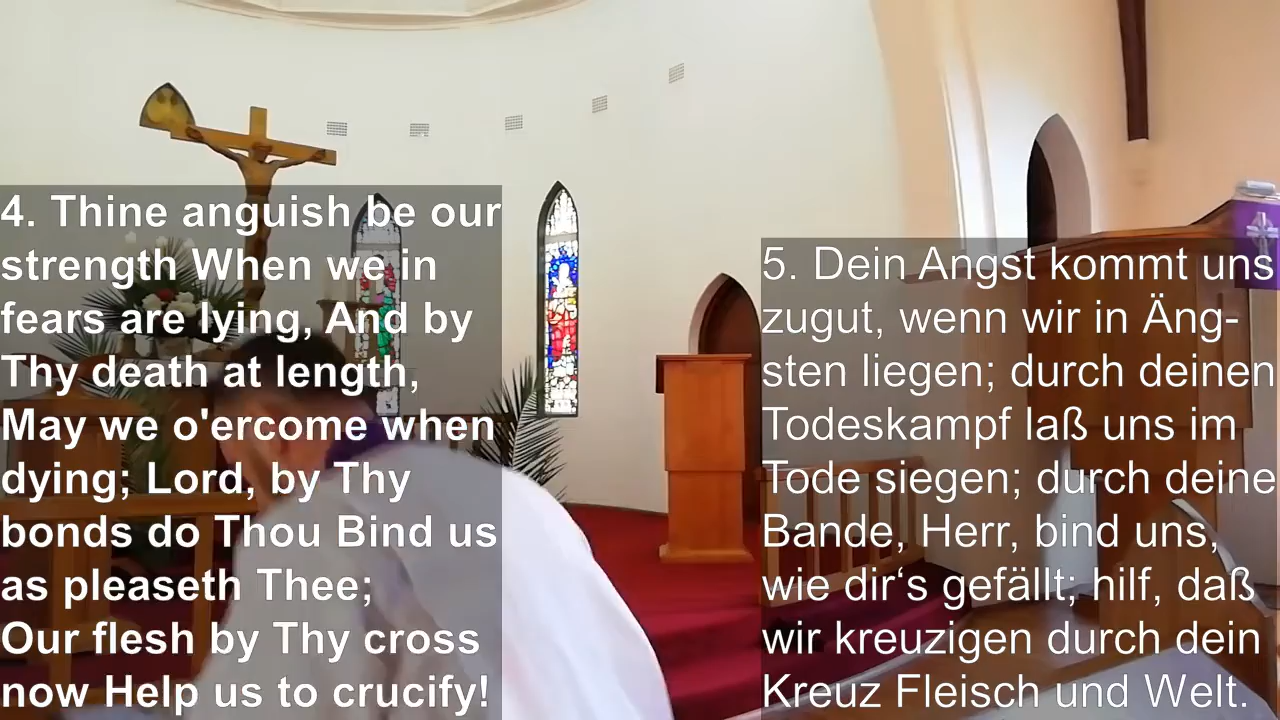 4. Thine anguish be our
strength When we in
fears are lying, And by
Thy death at length,
May we o'ercome when
dying; Lord, by Thy
bonds do Thou Bind us
as pleaseth Thee;
Our flesh by Thy cross
now Help us to crucify!
5. Dein Angst kommt uns
zugut, wenn wir in Äng-
sten liegen; durch deinen
Todeskampf laß uns im
Tode siegen; durch deine
Bande, Herr, bind uns,
wie dir‘s gefällt; hilf, daß
wir kreuzigen durch dein
Kreuz Fleisch und Welt.